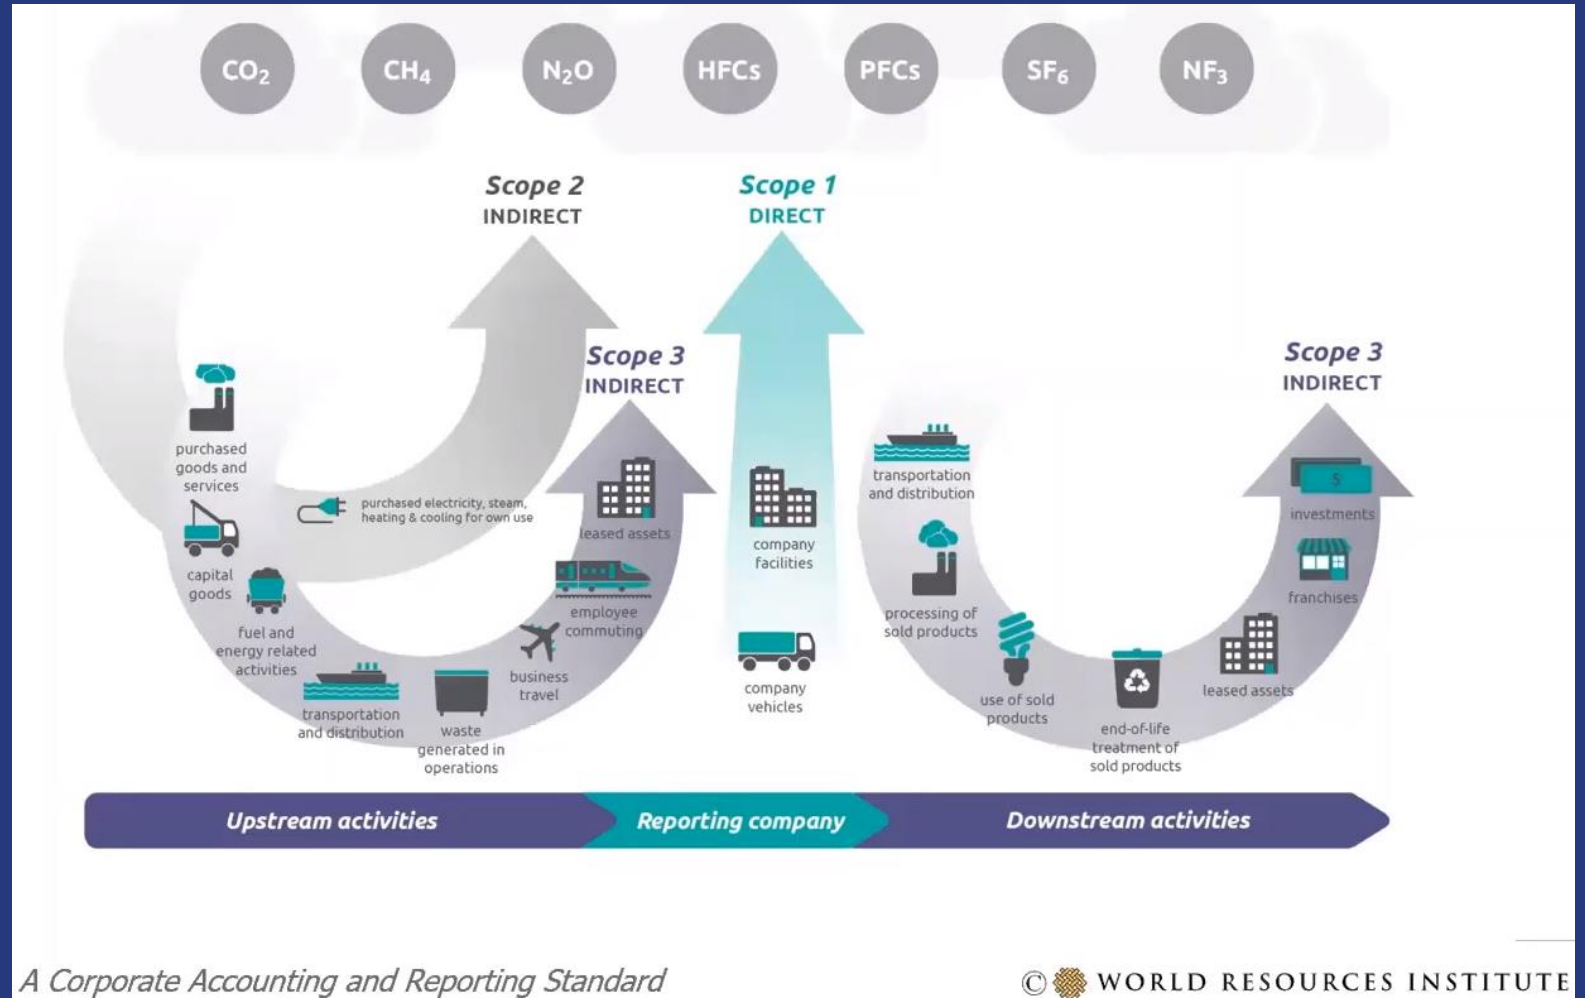 CO₂
CH₄
N₂O
HFCs
PFCs
SF₆
NF₃
Scope 2
INDIRECT
Scope 1
DIRECT
Scope 3
INDIRECT
Scope 3
INDIRECT
purchased
goods and
services
capital
goods
fuel and
energy related
activities
transportation
and distribution
waste
generated in
operations
business
travel
employee
commuting
leased assets
purchased electricity, steam,
heating & cooling for own use
company
facilities
company
vehicles
transportation
and distribution
processing of
sold products
use of sold
products
end-of-life
treatment of
sold products
leased assets
franchises
$
investments
Upstream activities
Reporting company
Downstream activities
A Corporate Accounting and Reporting Standard
© WORLD RESOURCES INSTITUTE